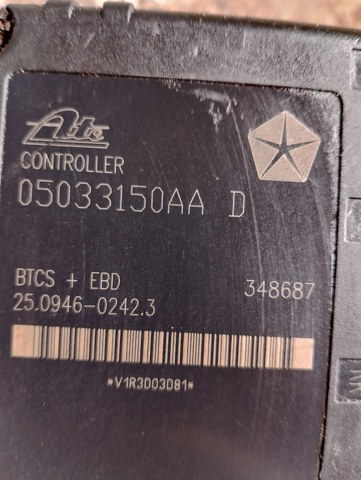 Ate
CONTROLLER
05033150AA D
BTCS + EBD 348687
25.0946-0242.3
*V1R3D03D81*